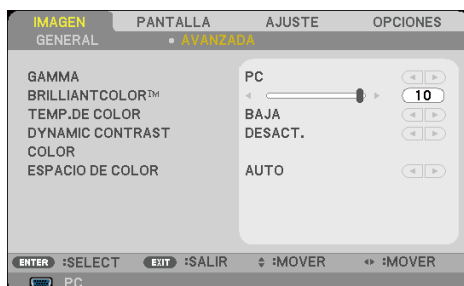 IMAGEN PANTALLA AJUSTE OPCIONES
GENERAL • AVANZADA
GAMMA PC
BRILLIANTCOLOR™ 10
TEMP.DE COLOR BAJA
DYNAMIC CONTRAST DESACT.
COLOR
ESPACIO DE COLOR AUTO
ENTER :SELECT EXIT :SALIR :MOVER :MOVER
PC